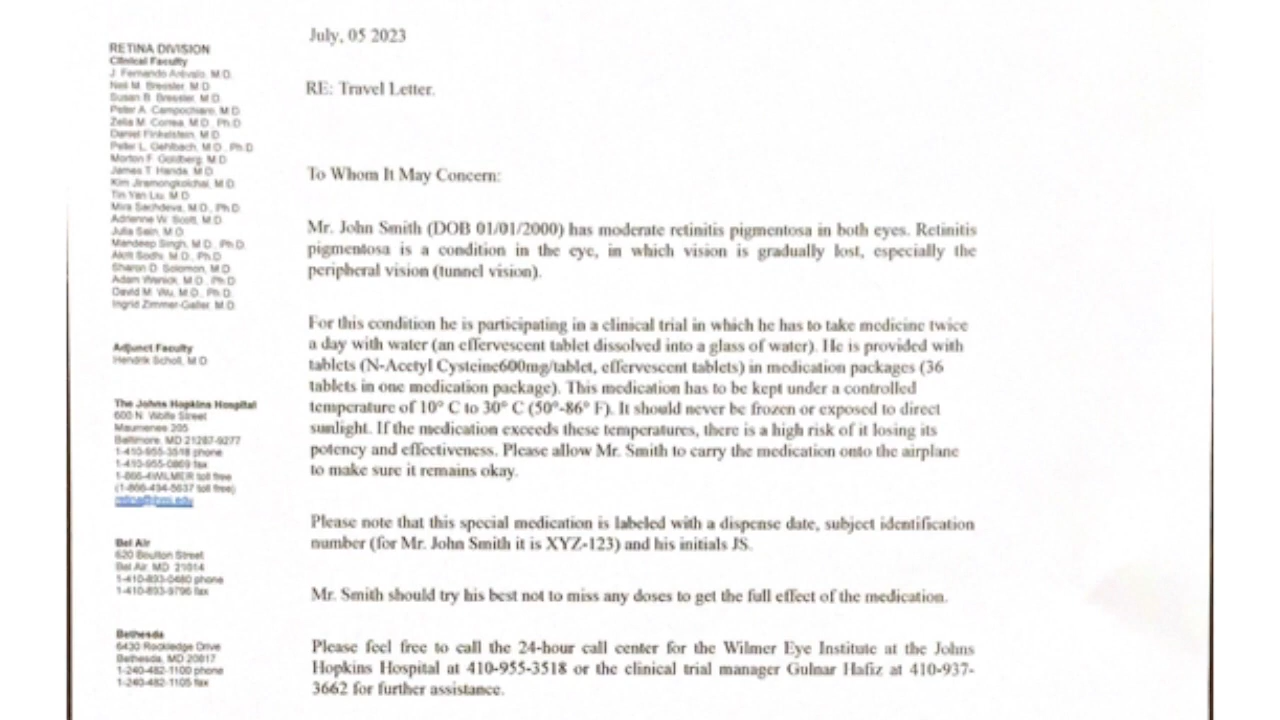 July, 05 2023
RE: Travel Letter.
To Whom It May Concern:
Mr. John Smith (DOB 01/01/2000) has moderate retinitis pigmentosa in both eyes. Retinitis
pigmentosa is a condition in the eye, in which vision is gradually lost, especially the
peripheral vision (tunnel vision).
For this condition he is participating in a clinical trial in which he has to take medicine twice
a day with water (an effervescent tablet dissolved into a glass of water). He is provided with
tablets (N-Acetyl Cysteine600mg/tablet, effervescent tablets) in medication packages (36
tablets in one medication package). This medication has to be kept under a controlled
temperature of 10° C to 30° C (50°-86° F). It should never be frozen or exposed to direct
sunlight. If the medication exceeds these temperatures, there is a high risk of it losing its
potency and effectiveness. Please allow Mr. Smith to carry the medication onto the airplane
to make sure it remains okay.
Please note that this special medication is labeled with a dispense date, subject identification
number (for Mr. John Smith it is XYZ-123) and his initials JS.
Mr. Smith should try his best not to miss any doses to get the full effect of the medication.
Please feel free to call the 24-hour call center for the Wilmer Eye Institute at the Johns
Hopkins Hospital at 410-955-3518 or the clinical trial manager Gulnar Hafiz at 410-937-
3662 for further assistance.
RETINA DIVISION
Clinical Faculty
J. Fernando Arévalo, M.D.
Neil M. Bressler, M.D.
Susan B. Bressler, M.D.
Peter A. Campochiaro, M.D.
Zelia M. Correa, M.D., Ph.D
Daniel Finkelstein, M.D
Peter L. Gehlbach, M.D., Ph.D
Morton F. Goldberg, M.D
James T. Handa, M.D
Kim Jiramongkolchai, M.D
Tin Yan Liu, M.D
Mira Sachdeva, M.D., Ph.D
Adrienne W. Scott, M.D
Julia Sein, M.D
Mandeep Singh, M.D., Ph.D.
Akrit Sodhi, M.D., Ph.D
Sharon D. Solomon, M.D
Adam Wenick, M.D., Ph.D
David M. Wu, M.D., Ph.D.
Ingrid Zimmer-Galler, M.D
Adjunct Faculty
Hendrik Scholl, M.D
The Johns Hopkins Hospital
600 N. Wolfe Street
Maumenee 205
Baltimore, MD 21287-9277
1-410-955-3518 phone
1-410-955-0869 fax
1-866-4WILMER toll free
(1-866-494-5637 toll free)
retina@jhmi.edu
Bel Air
620 Boulton Street
Bel Air, MD 21014
1-410-893-0480 phone
1-410-893-9796 fax
Bethesda
6430 Rockledge Drive
Bethesda, MD 20817
1-240-482-1100 phone
1-240-482-1105 fax